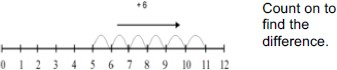 +6
0 1 2 3 4 5 6 7 8 9 10 11 12
Count on to
find the
difference.